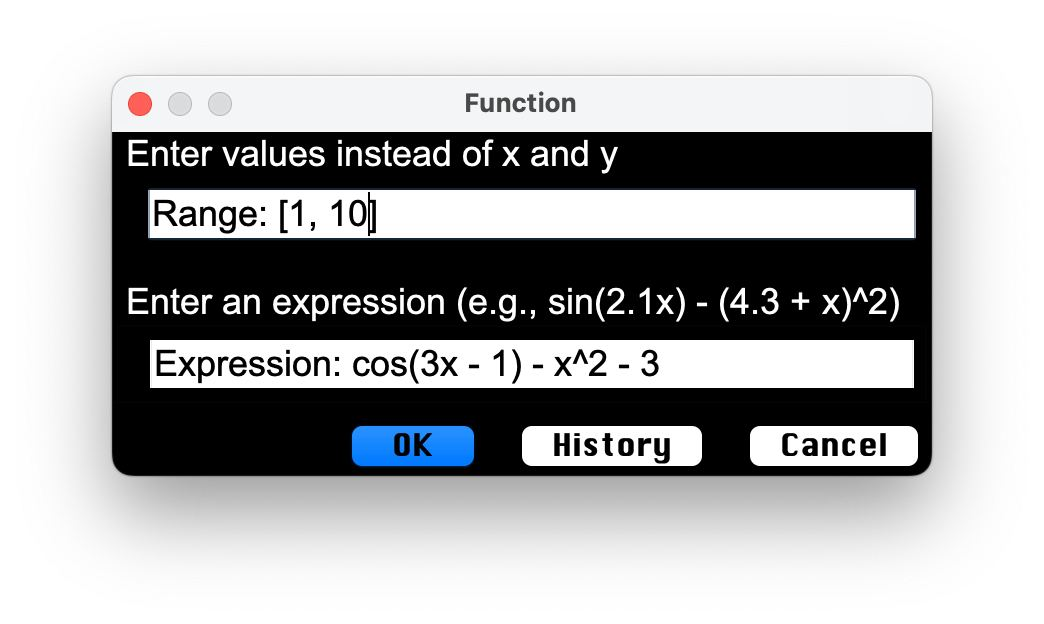 Function
Enter values instead of x and y
Range: [1, 10]
Enter an expression (e.g., sin(2.1x) - (4.3 + x)^2)
Expression: cos(3x - 1) - x^2 - 3
OK History Cancel